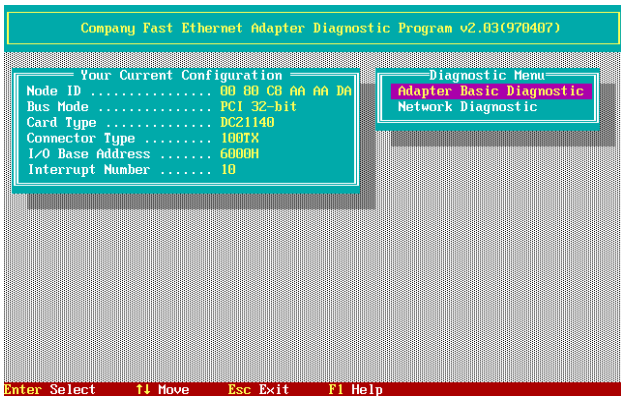 Company Fast Ethernet Adapter Diagnostic Program v2.03(970407)
Your Current Configuration
Node ID ................ 00 80 C8 AA AA DA
Bus Mode ............... PCI 32-bit
Card Type .............. DC21140
Connector Type ......... 100TX
I/O Base Address ....... 6000H
Interrupt Number ....... 10
Diagnostic Menu
Adapter Basic Diagnostic
Network Diagnostic
Enter Select ↑↓ Move Esc Exit F1 Help